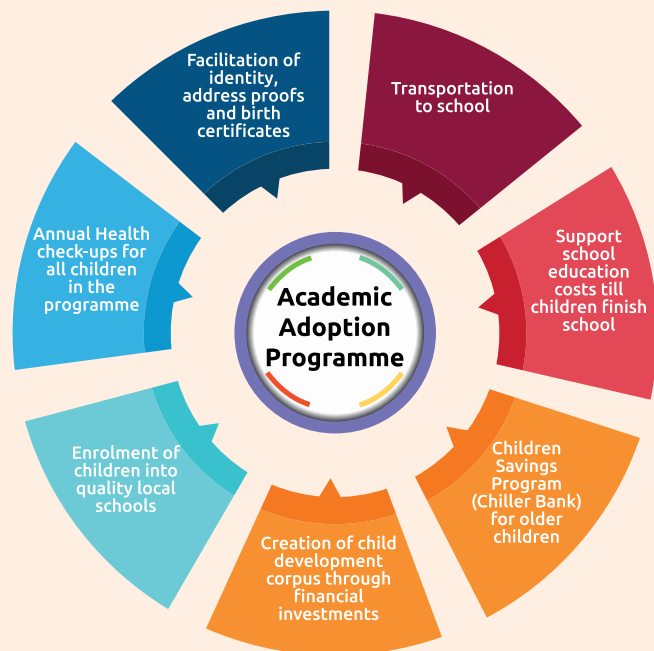 Facilitation of
identity,
address proofs
and birth
certificates
Transportation
to school
Support
school
education
costs till
children finish
school
Children
Savings
Program
(Chiller Bank)
for older
children
Creation of child
development
corpus through
financial
investments
Enrolment of
children into
quality local
schools
Annual Health
check-ups for
all children
in the
programme
Academic
Adoption
Programme